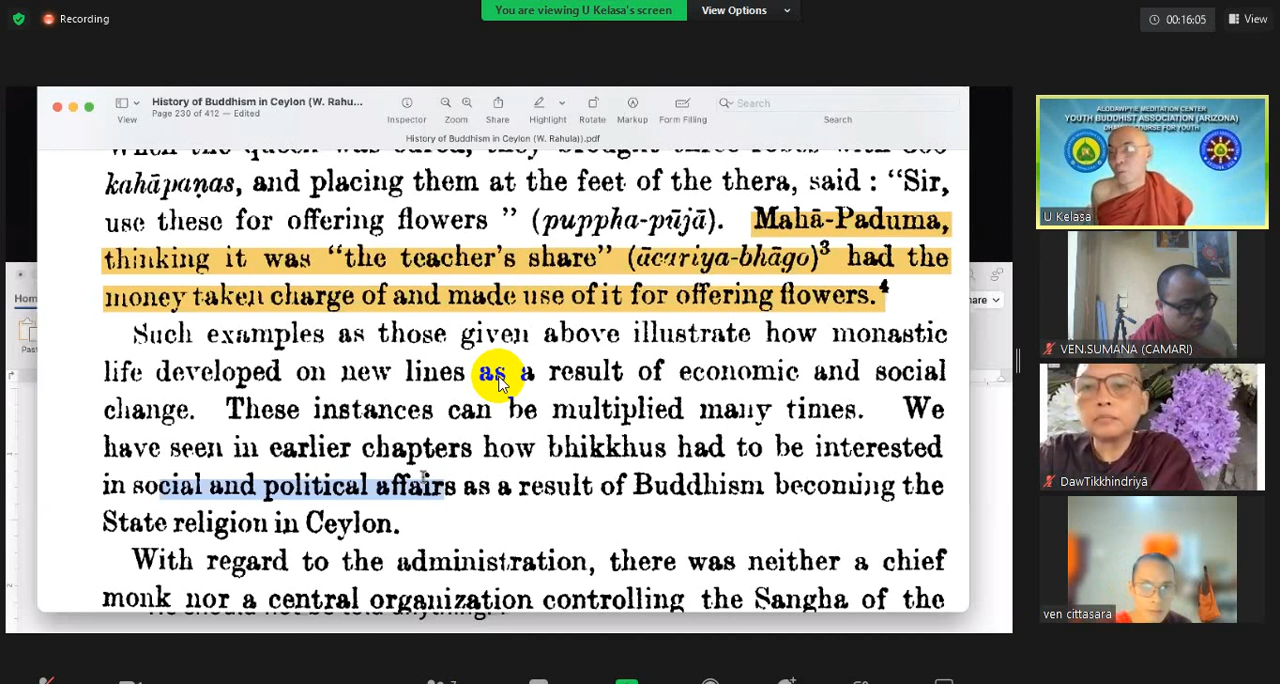 Recording
You are viewing U Kelasa's screen
View Options
00:16:05
View
History of Buddhism in Ceylon (W. Rahu...
Page 230 of 412 — Edited
View
Inspector
Zoom
Share
Highlight
Rotate
Markup
Form Filling
Search
Search
History of Buddhism in Ceylon (W. Rahula)).pdf
kahāpaṇas, and placing them at the feet of the thera, said : "Sir,
use these for offering flowers " (puppha-pūjā). Mahā-Paduma,
thinking it was "the teacher's share" (ācariya-bhāgo)³ had the
money taken charge of and made use of it for offering flowers.⁴
Such examples as those given above illustrate how monastic
life developed on new lines as a result of economic and social
change. These instances can be multiplied many times. We
have seen in earlier chapters how bhikkhus had to be interested
in social and political affairs as a result of Buddhism becoming the
State religion in Ceylon.
With regard to the administration, there was neither a chief
monk nor a central organization controlling the Sangha of the
Hom
Past
hare
ALODAWPYIE MEDITATION CENTER
YOUTH BUDDHIST ASSOCIATION (ARIZONA)
U Kelasa
VEN.SUMANA (CAMARI)
DawTikkhindriyā
ven cittasara